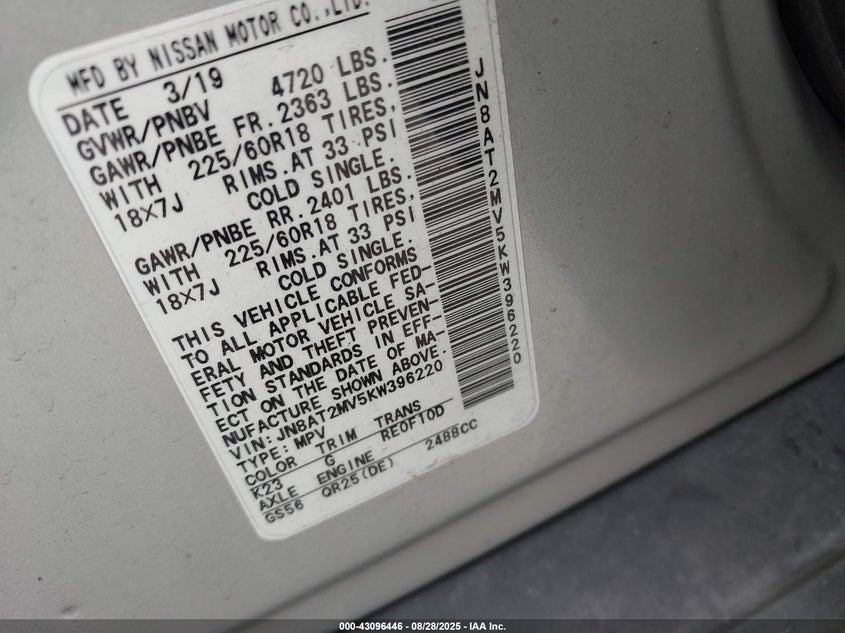 MFD BY NISSAN MOTOR CO.,LTD.
DATE 3/19
GVWR/PNBV 4720 LBS.
GAWR/PNBE FR. 2363 LBS.
WITH 225/60R18 TIRES,
18×7J RIMS.AT 33 PSI
COLD SINGLE.
GAWR/PNBE RR. 2401 LBS.
WITH 225/60R18 TIRES,
18×7J RIMS.AT 33 PSI
COLD SINGLE.
THIS VEHICLE CONFORMS
TO ALL APPLICABLE FED-
ERAL MOTOR VEHICLE SA-
FETY AND THEFT PREVEN-
TION STANDARDS IN EFF-
ECT ON THE DATE OF MA-
NUFACTURE SHOWN ABOVE.
VIN: JN8AT2MV5KW396220
TYPE: MPV
COLOR TRIM TRANS
K23 G RE0F10D
AXLE ENGINE
GS56 QR25(DE) 2488CC
JN8AT2MV5KW396220
000-43096446 - 08/28/2025 - IAA Inc.